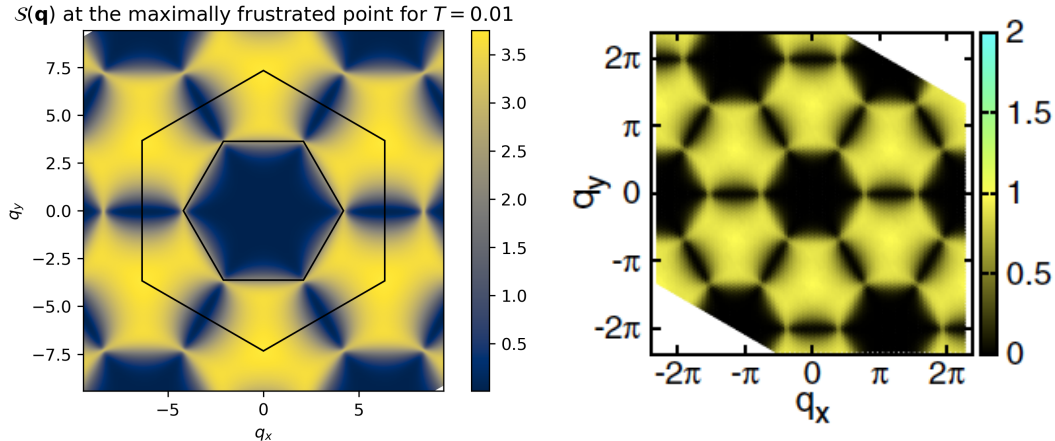 S(q) at the maximally frustrated point for T = 0.01
7.5
5.0
2.5
0.0
−2.5
−5.0
−7.5
q_y
−5
0
5
q_x
3.5
3.0
2.5
2.0
1.5
1.0
0.5
2π
π
0
-π
-2π
q_y
-2π
-π
0
π
2π
q_x
2
1.5
1
0.5
0